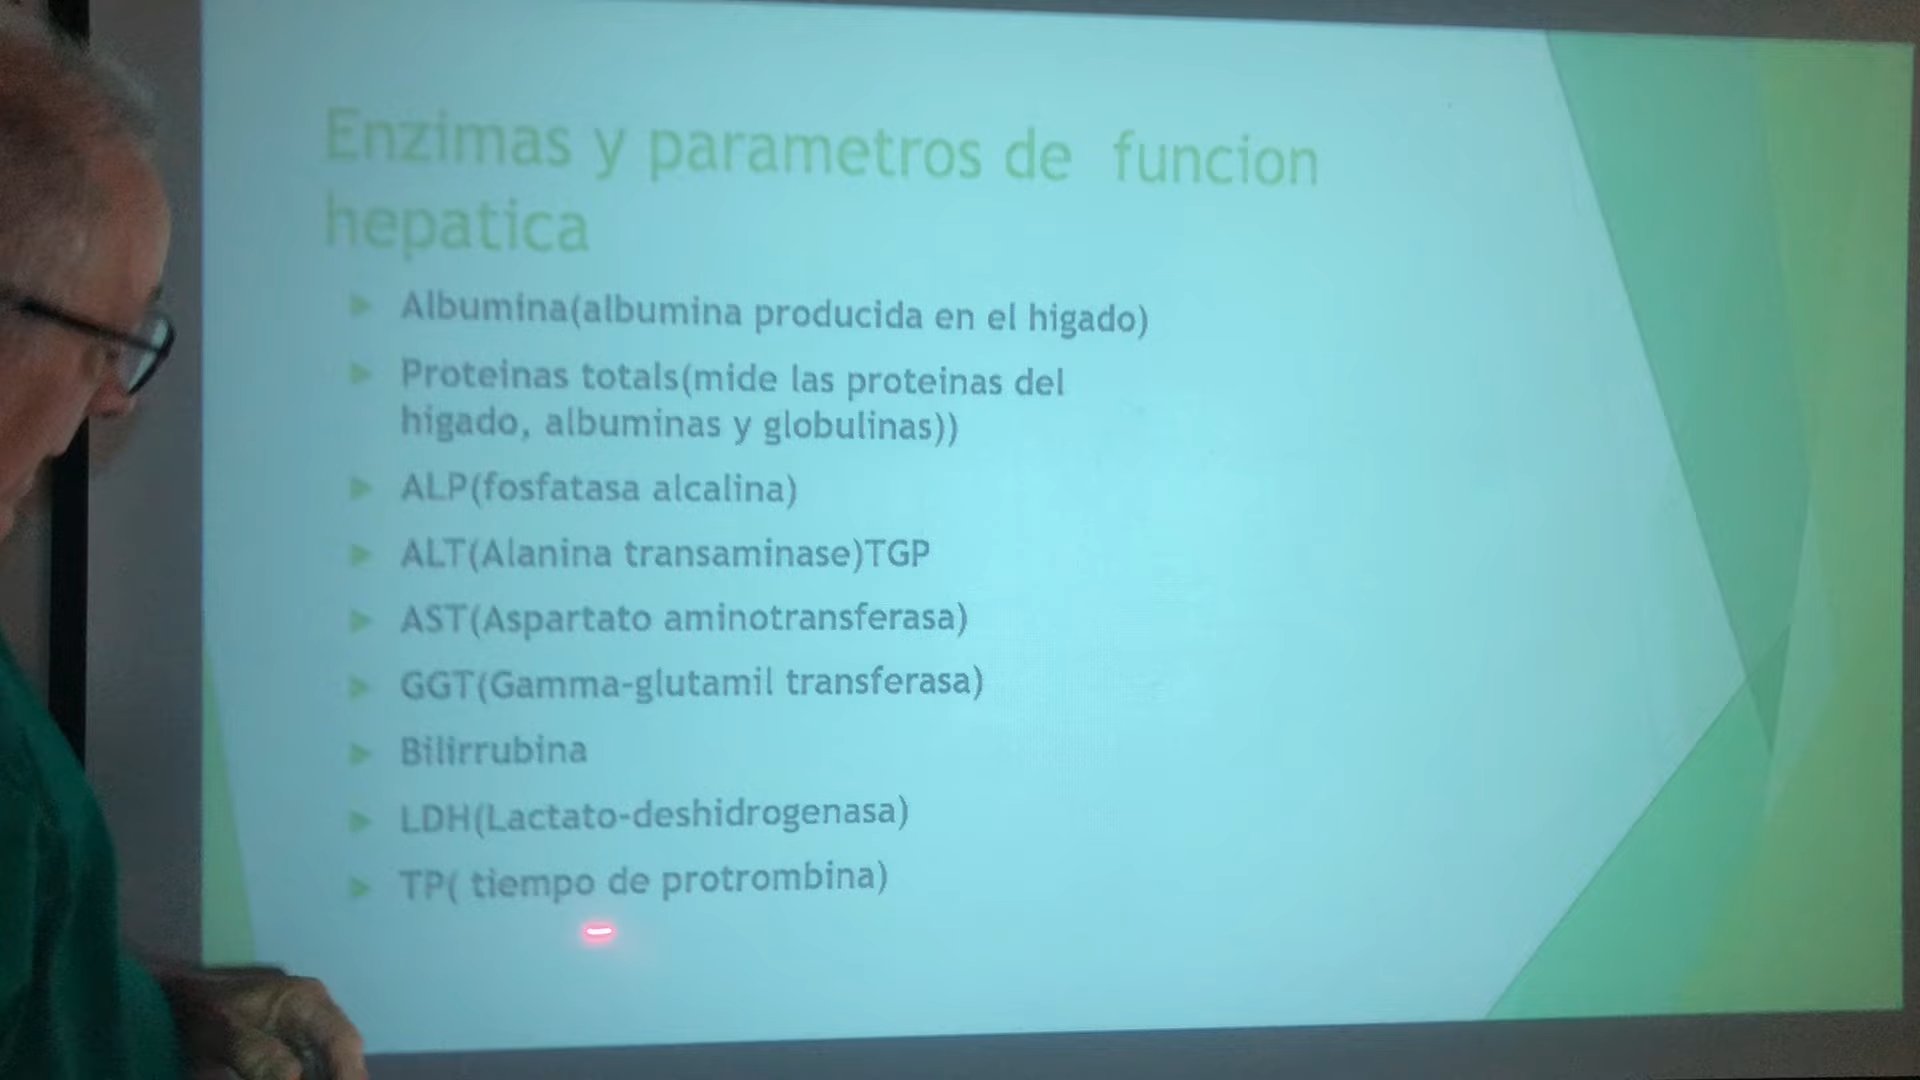 Enzimas y parametros de funcion
hepatica
Albumina(albumina producida en el higado)
Proteinas totals(mide las proteinas del
higado, albuminas y globulinas))
ALP(fosfatasa alcalina)
ALT(Alanina transaminase)TGP
AST(Aspartato aminotransferasa)
GGT(Gamma-glutamil transferasa)
Bilirrubina
LDH(Lactato-deshidrogenasa)
TP( tiempo de protrombina)